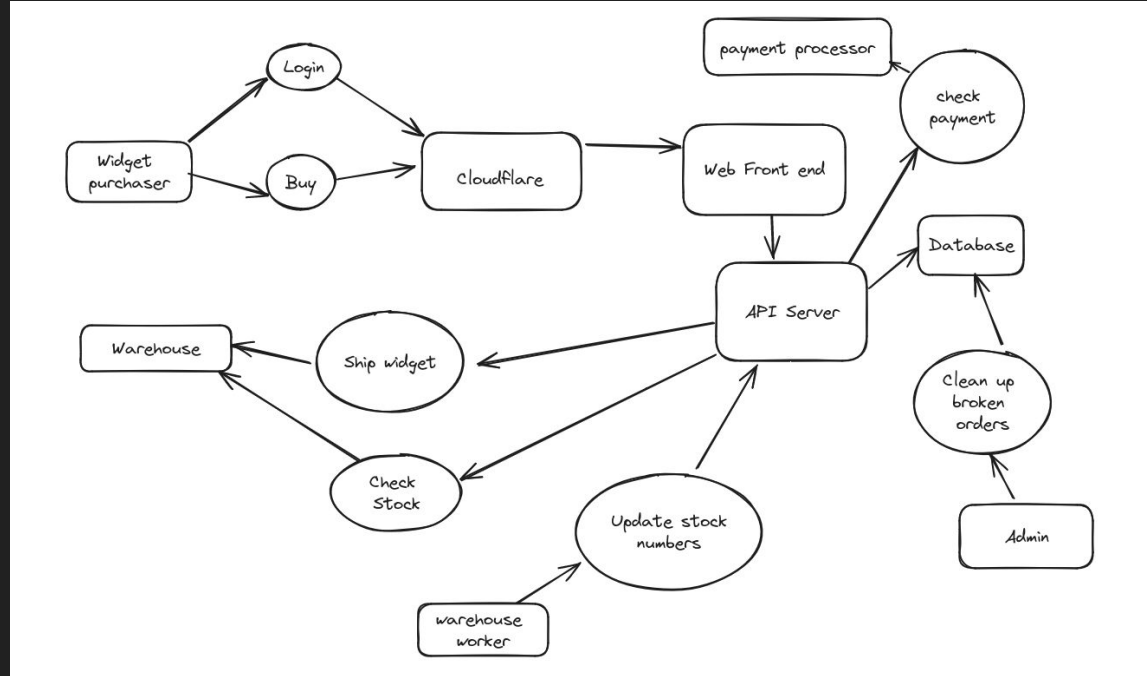 payment processor
Login
check
payment
Widget
purchaser
Buy
Cloudflare
Web Front end
Database
API Server
Warehouse
Ship widget
Clean up
broken
orders
Check
Stock
Update stock
numbers
Admin
warehouse
worker